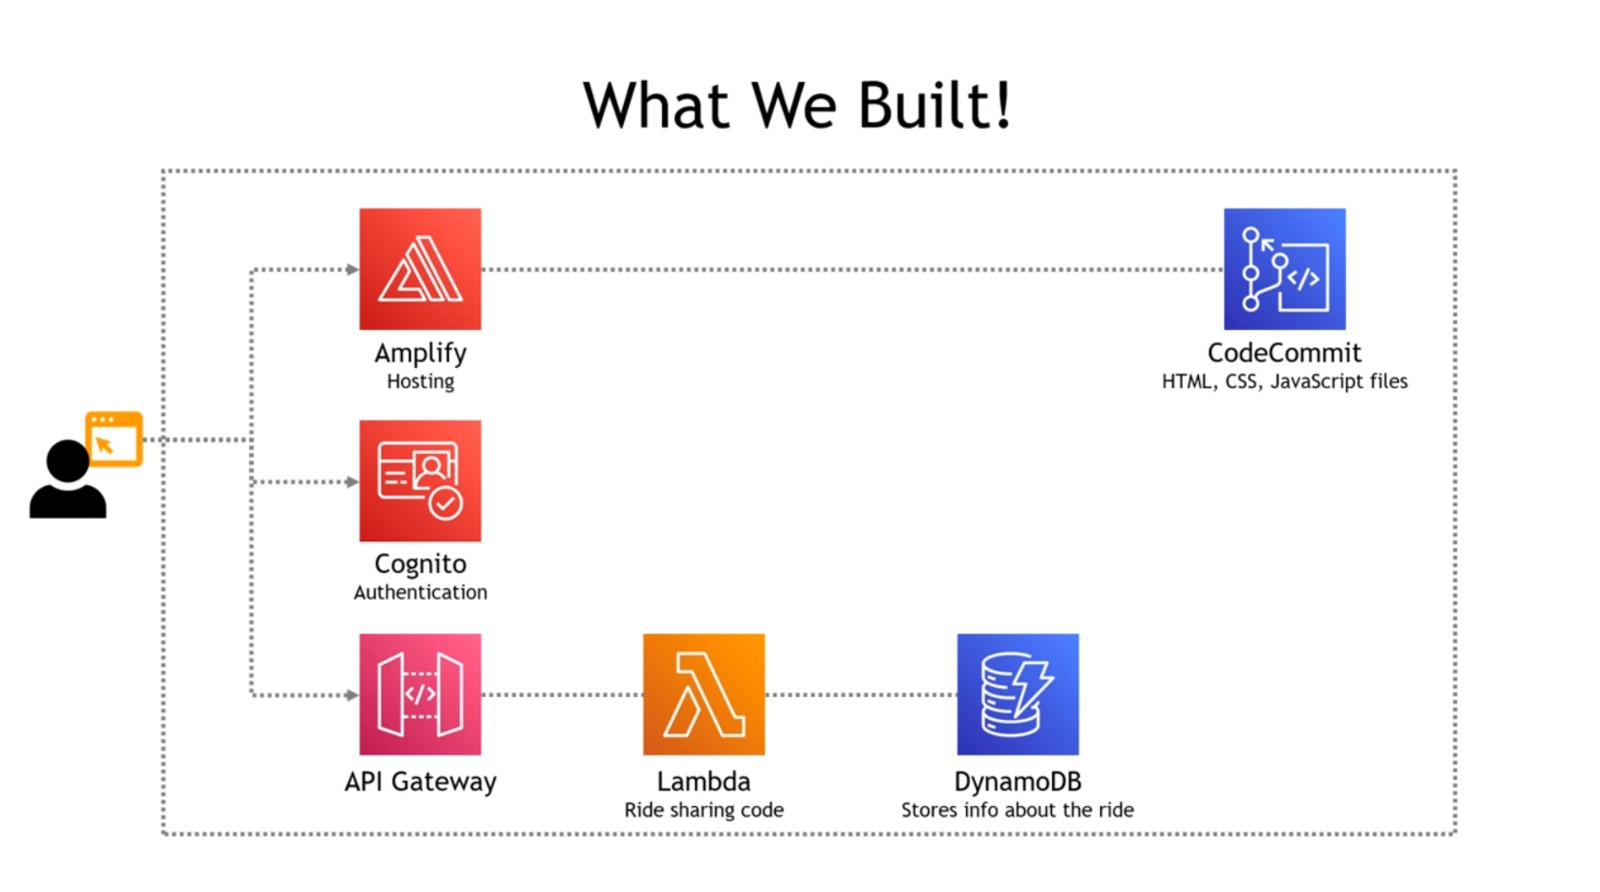 What We Built!
Amplify
Hosting
CodeCommit
HTML, CSS, JavaScript files
</>
Cognito
Authentication
</>
API Gateway
Lambda
Ride sharing code
DynamoDB
Stores info about the ride